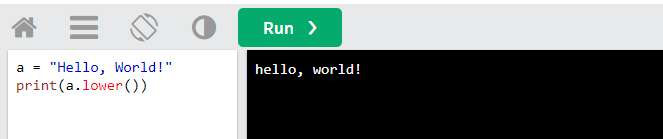 Run ❯
a = "Hello, World!"
print(a.lower())
hello, world!